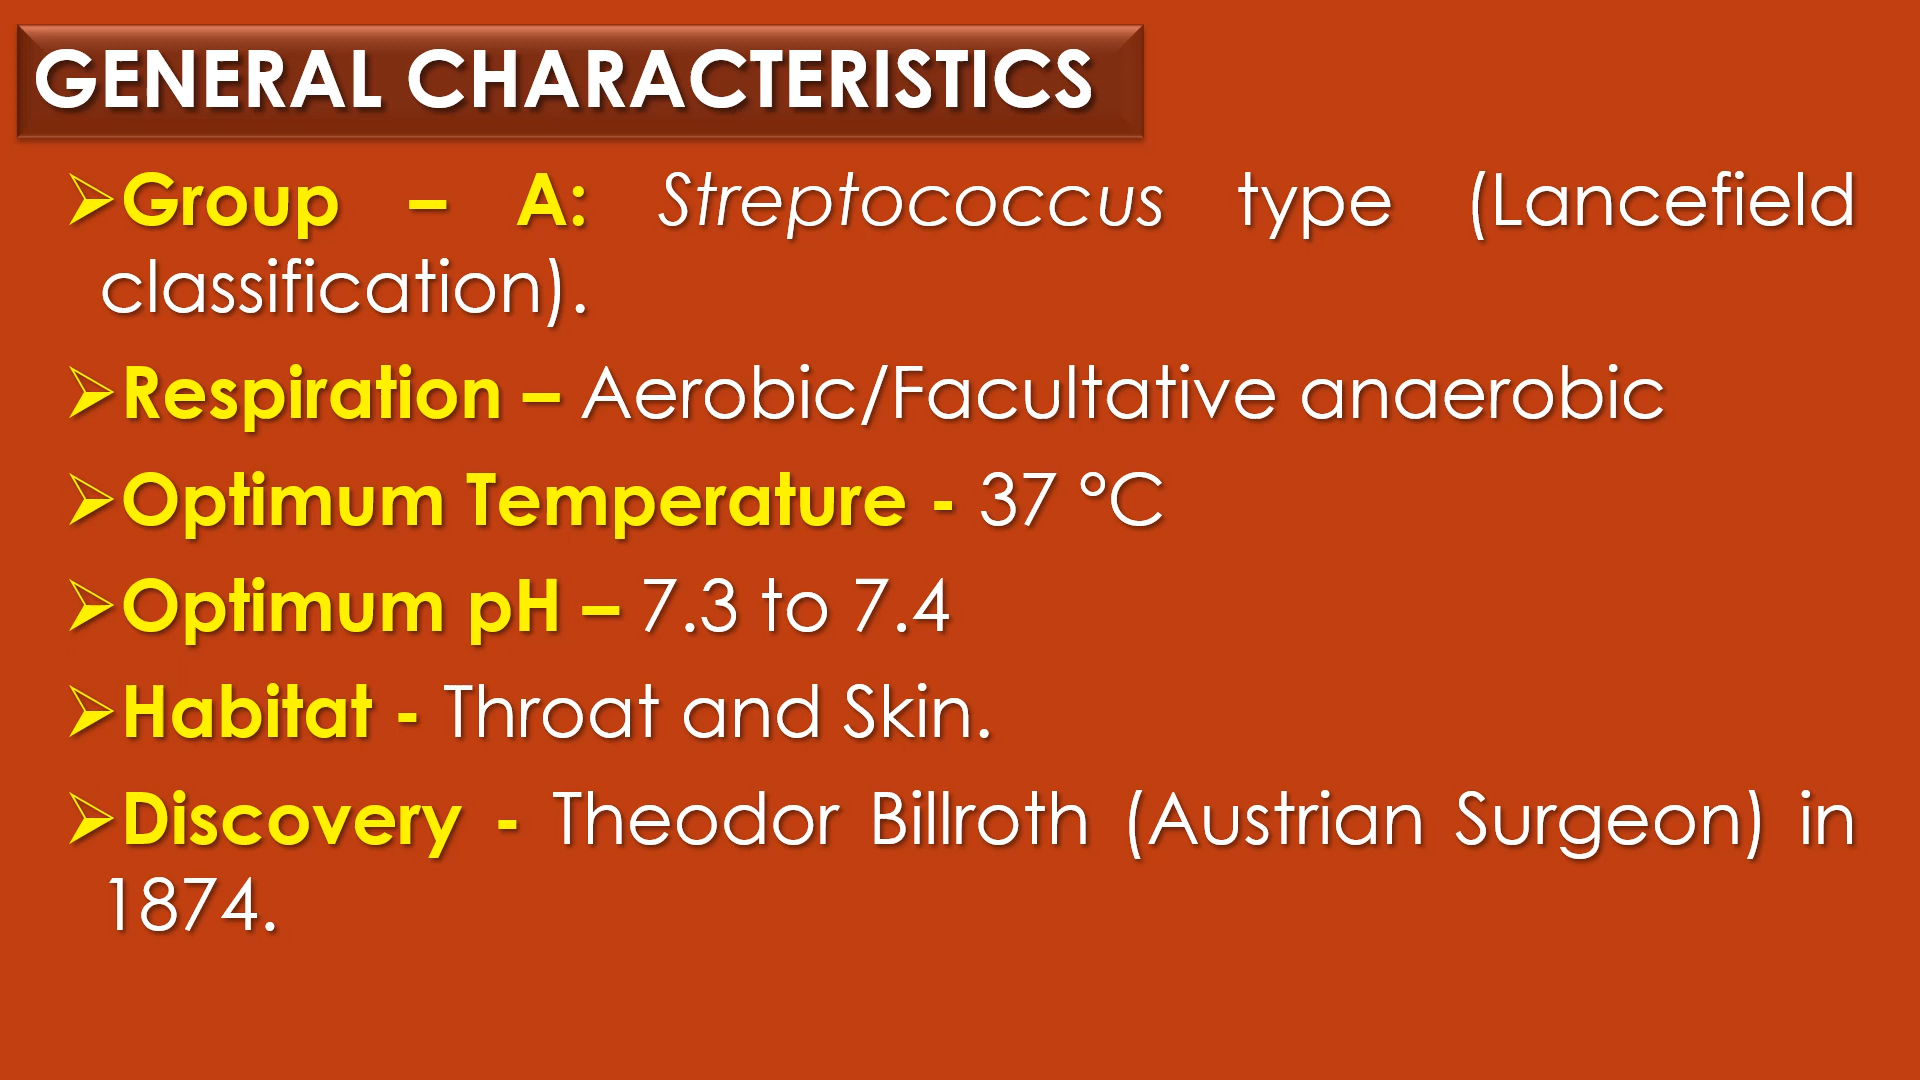 GENERAL CHARACTERISTICS
➢Group – A: Streptococcus type (Lancefield
classification).
➢Respiration – Aerobic/Facultative anaerobic
➢Optimum Temperature - 37 °C
➢Optimum pH – 7.3 to 7.4
➢Habitat - Throat and Skin.
➢Discovery - Theodor Billroth (Austrian Surgeon) in
1874.